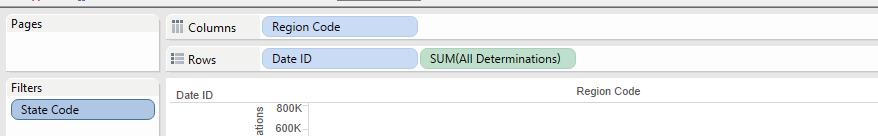 Pages
Columns
Region Code
Rows
Date ID
SUM(All Determinations)
Filters
State Code
Date ID
Region Code
800K
600K
ations